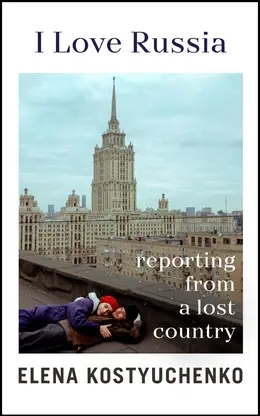 I Love Russia
reporting
from
a lost
country
ELENA KOSTYUCHENKO